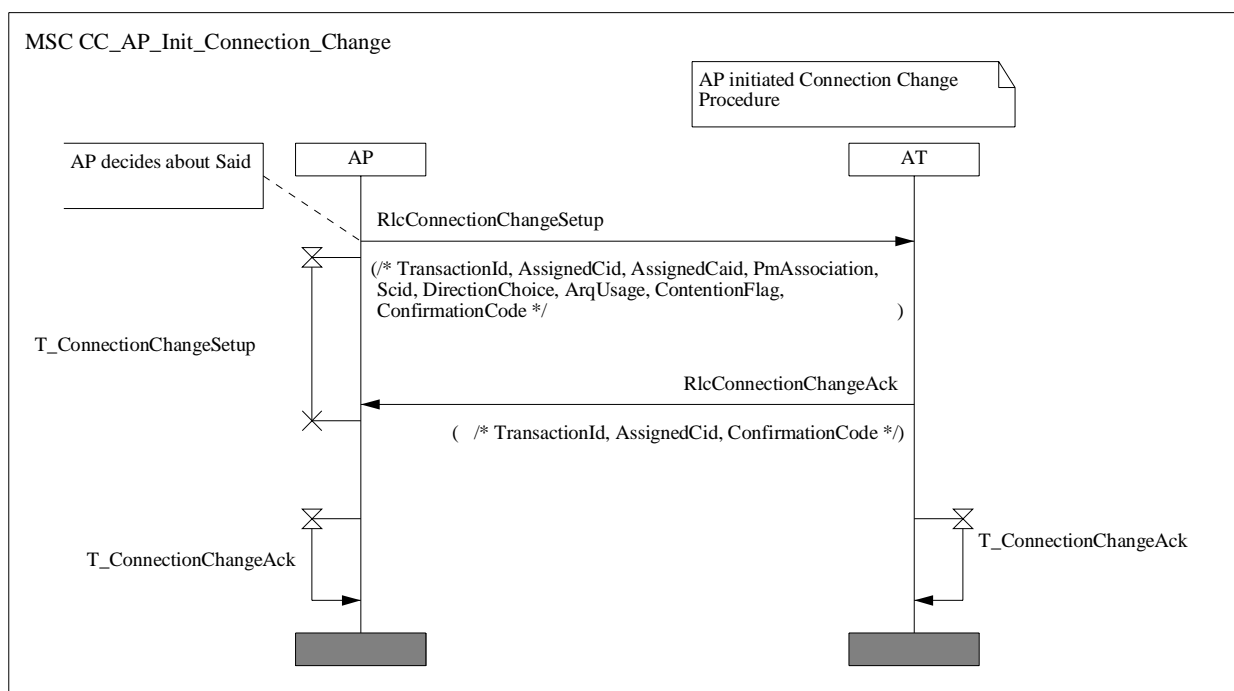 MSC CC_AP_Init_Connection_Change
AP initiated Connection Change
Procedure
AP decides about Said
AP
AT
RlcConnectionChangeSetup
(/* TransactionId, AssignedCid, AssignedCaid, PmAssociation,
Scid, DirectionChoice, ArqUsage, ContentionFlag,
ConfirmationCode */ )
T_ConnectionChangeSetup
RlcConnectionChangeAck
( /* TransactionId, AssignedCid, ConfirmationCode */)
T_ConnectionChangeAck
T_ConnectionChangeAck